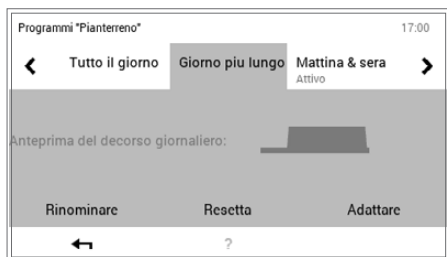 Programmi "Pianterreno" 17:00
Tutto il giorno Giorno piu lungo Mattina & sera
Attivo
Anteprima del decorso giornaliero:
Rinominare Resetta Adattare
?